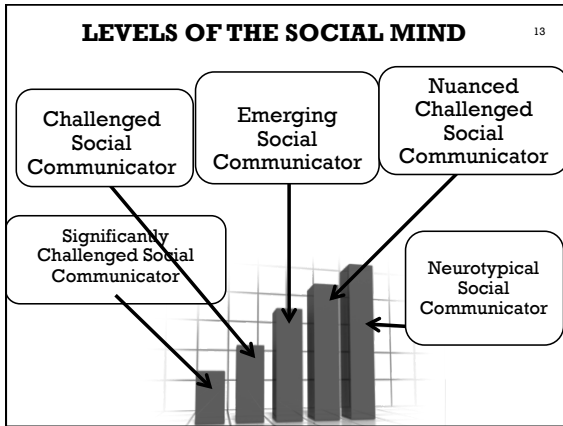 LEVELS OF THE SOCIAL MIND
13
Challenged
Social
Communicator
Emerging
Social
Communicator
Nuanced
Challenged
Social
Communicator
Significantly
Challenged Social
Communicator
Neurotypical
Social
Communicator